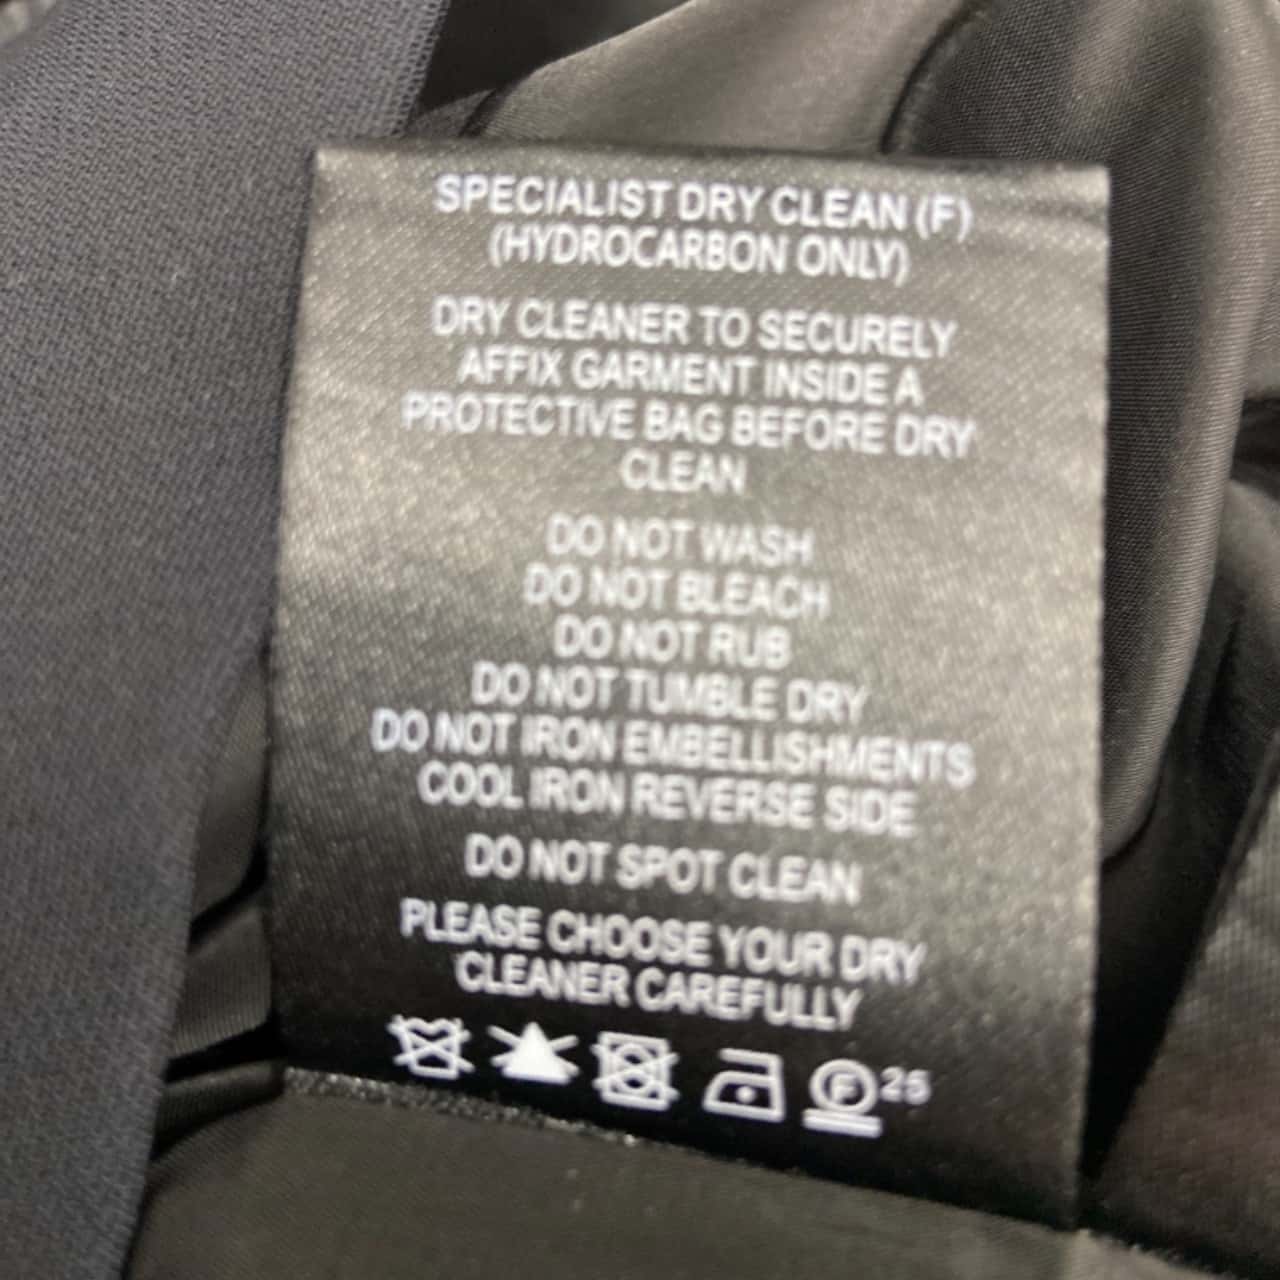 SPECIALIST DRY CLEAN (F)
(HYDROCARBON ONLY)
DRY CLEANER TO SECURELY
AFFIX GARMENT INSIDE A
PROTECTIVE BAG BEFORE DRY
CLEAN
DO NOT WASH
DO NOT BLEACH
DO NOT RUB
DO NOT TUMBLE DRY
DO NOT IRON EMBELLISHMENTS
COOL IRON REVERSE SIDE
DO NOT SPOT CLEAN
PLEASE CHOOSE YOUR DRY
CLEANER CAREFULLY
F 25